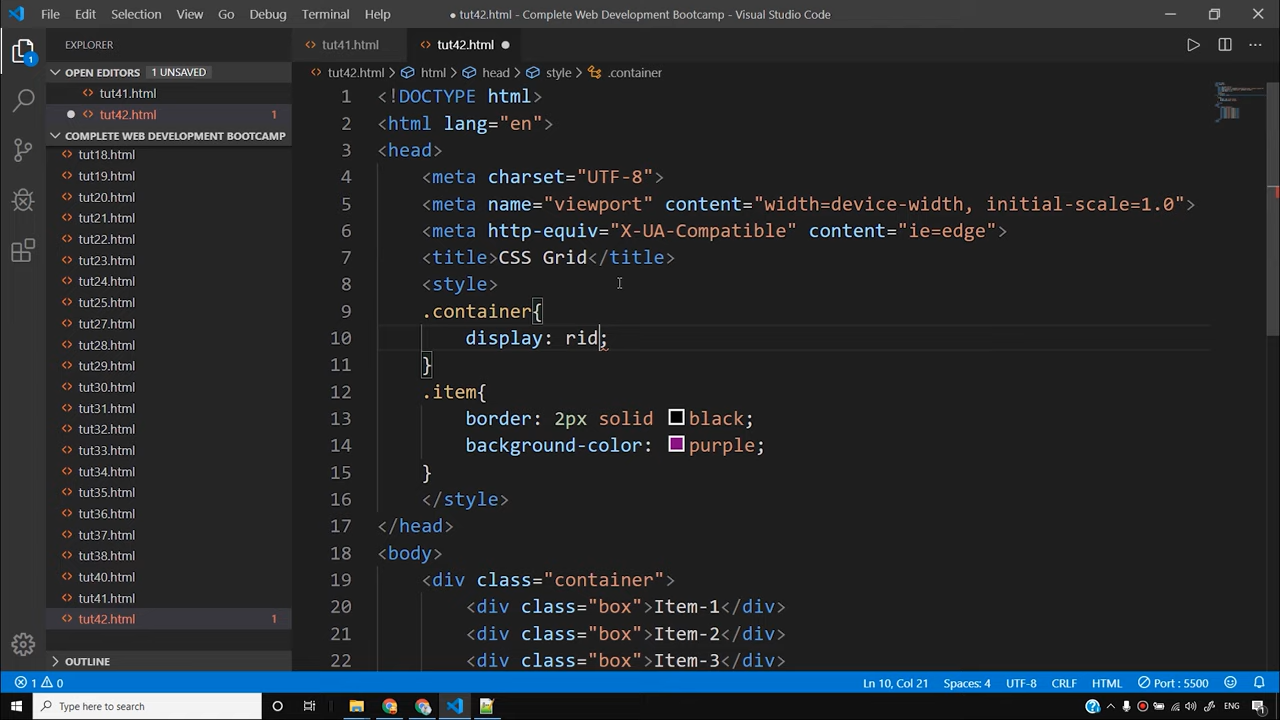 File Edit Selection View Go Debug Terminal Help ● tut42.html - Complete Web Development Bootcamp - Visual Studio Code
EXPLORER
OPEN EDITORS 1 UNSAVED
tut41.html
tut42.html 1
COMPLETE WEB DEVELOPMENT BOOTCAMP
tut18.html
tut19.html
tut20.html
tut21.html
tut22.html
tut23.html
tut24.html
tut25.html
tut27.html
tut28.html
tut29.html
tut30.html
tut31.html
tut32.html
tut33.html
tut34.html
tut35.html
tut36.html
tut37.html
tut38.html
tut40.html
tut41.html
tut42.html 1
OUTLINE
1
tut41.html tut42.html
tut42.html > html > head > style > .container
1 <!DOCTYPE html>
2 <html lang="en">
3 <head>
4 <meta charset="UTF-8">
5 <meta name="viewport" content="width=device-width, initial-scale=1.0">
6 <meta http-equiv="X-UA-Compatible" content="ie=edge">
7 <title>CSS Grid</title>
8 <style>
9 .container{
10 display: rid;
11 }
12 .item{
13 border: 2px solid black;
14 background-color: purple;
15 }
16 </style>
17 </head>
18 <body>
19 <div class="container">
20 <div class="box">Item-1</div>
21 <div class="box">Item-2</div>
22 <div class="box">Item-3</div>
1 0 Ln 10, Col 21 Spaces: 4 UTF-8 CRLF HTML Port : 5500
Type here to search ENG